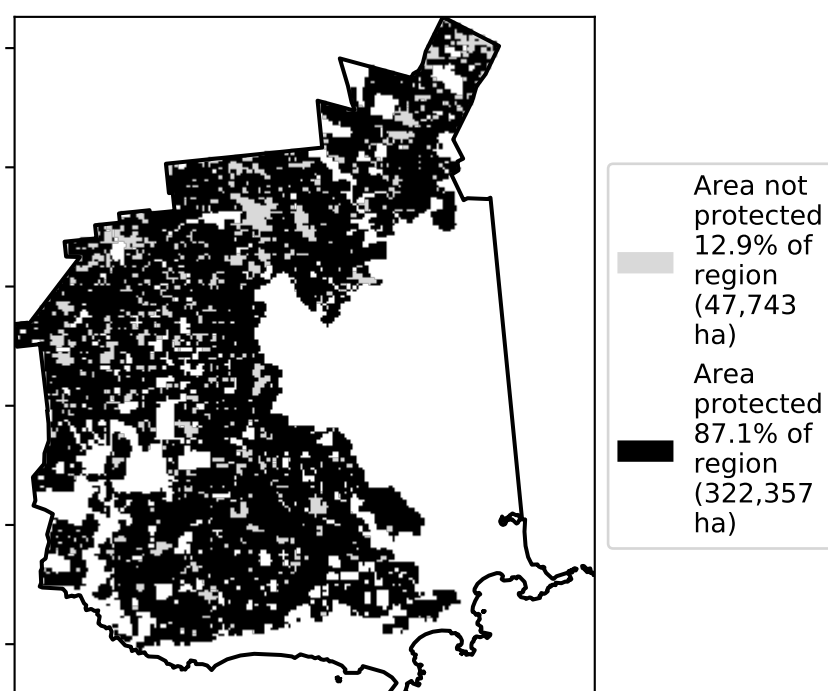 Area not
protected
12.9% of
region
(47,743
ha)
Area
protected
87.1% of
region
(322,357
ha)